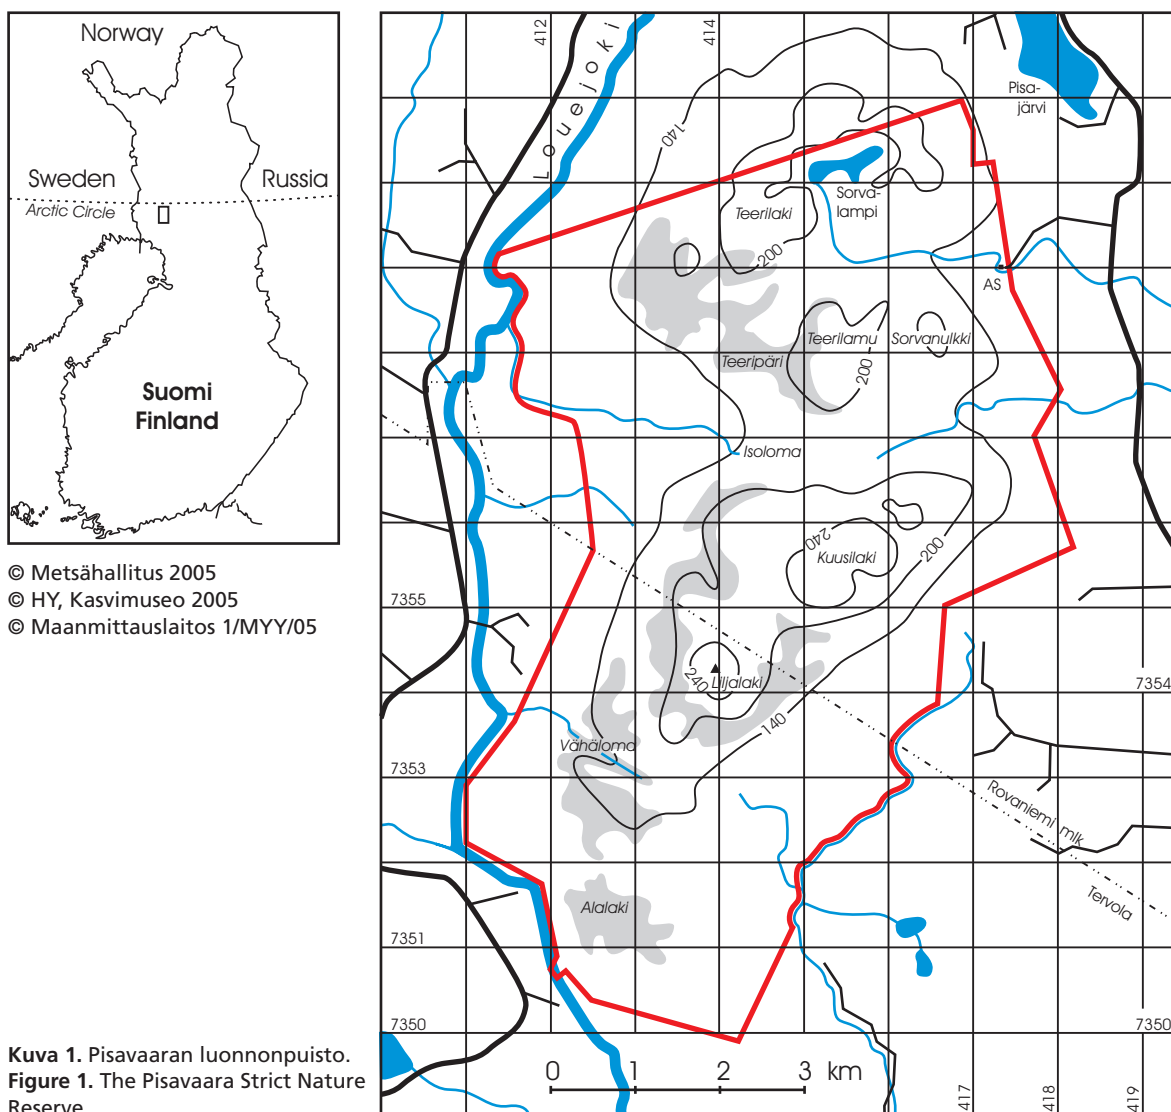 Norway
Sweden
Russia
Arctic Circle
Suomi
Finland
© Metsähallitus 2005
© HY, Kasvimuseo 2005
© Maanmittauslaitos 1/MYY/05
Kuva 1. Pisavaaran luonnonpuisto.
Figure 1. The Pisavaara Strict Nature
Reserve
412
414
Louejoki
Pisa-
järvi
140
Sorva-
lampi
Teerilaki
200
AS
Teerilamu
Sorvanulkki
Teeripäri
200
Isoloma
240
Kuusilaki
200
7355
240
Liljalaki
7354
140
Vähäloma
7353
Rovaniemi mlk
Tervola
Alalaki
7351
7350
7350
0 1 2 3 km
417
418
419